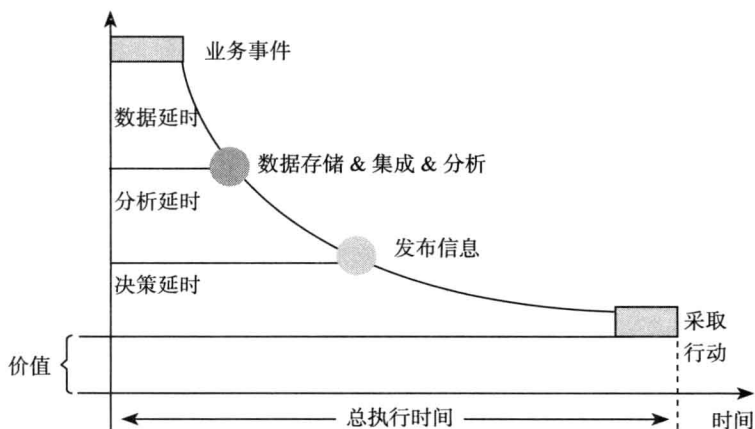 业务事件
数据延时
数据存储 & 集成 & 分析
分析延时
发布信息
决策延时
采取
行动
价值
总执行时间
时间